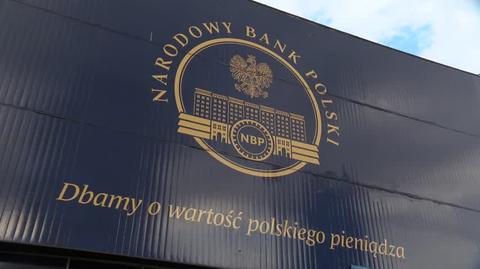 NARODOWY BANK POLSKI
NBP
Dbamy o wartość polskiego pieniądza